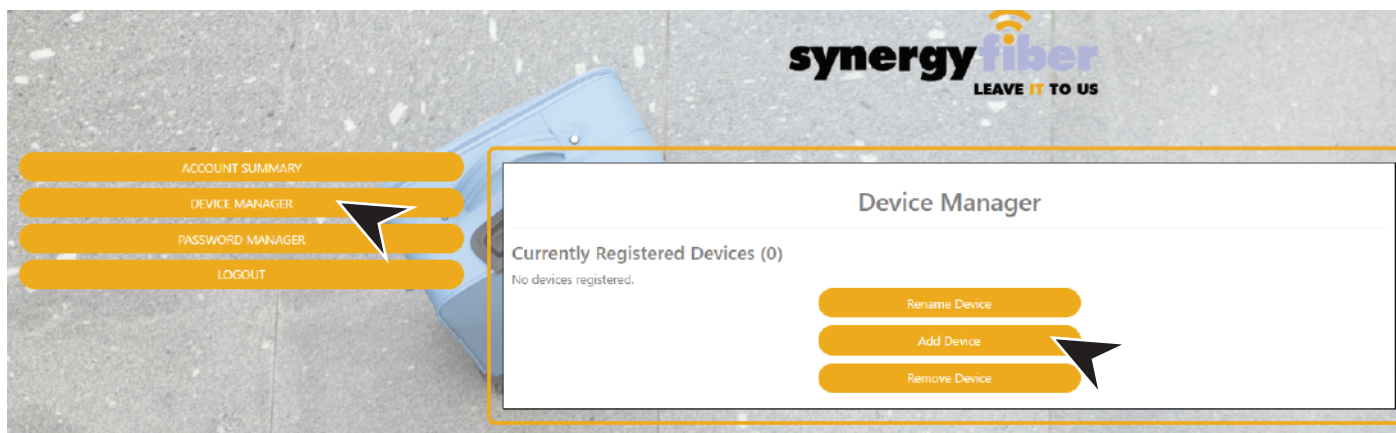 synergyfiber
LEAVE IT TO US
ACCOUNT SUMMARY
DEVICE MANAGER
PASSWORD MANAGER
LOGOUT
Device Manager
Currently Registered Devices (0)
No devices registered.
Rename Device
Add Device
Remove Device